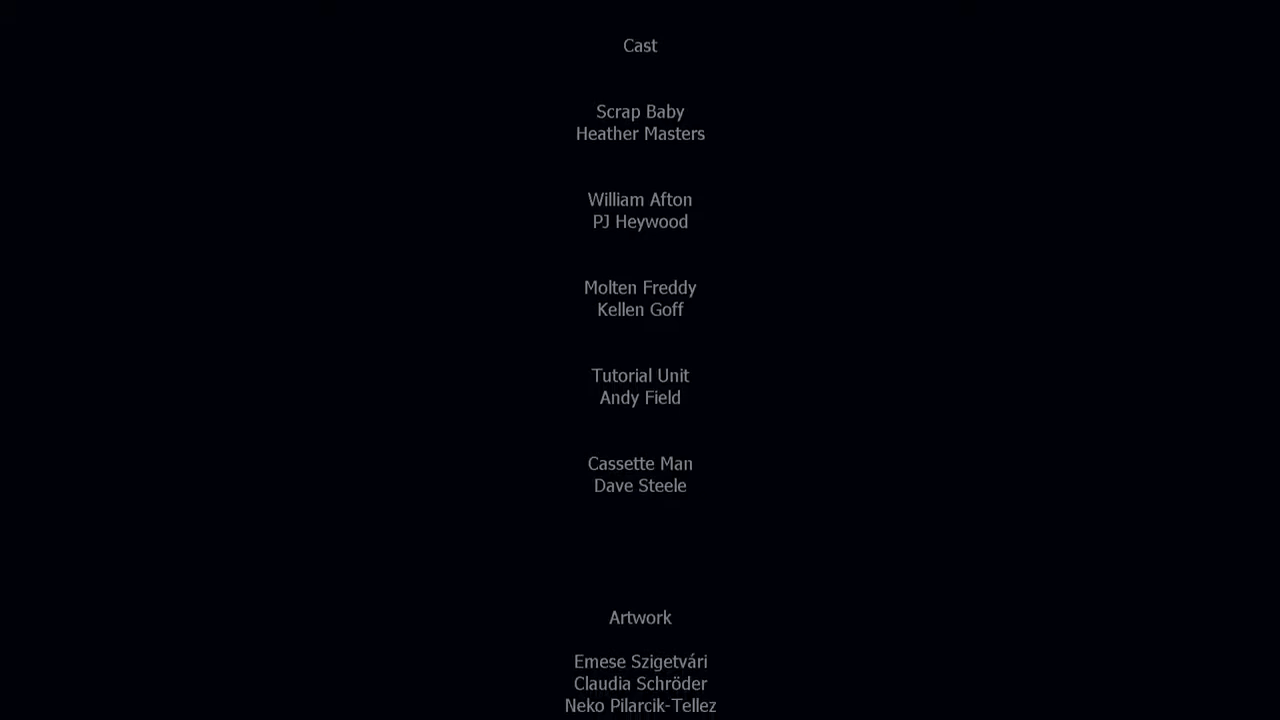 Cast
Scrap Baby
Heather Masters
William Afton
PJ Heywood
Molten Freddy
Kellen Goff
Tutorial Unit
Andy Field
Cassette Man
Dave Steele
Artwork
Emese Szigetvári
Claudia Schröder
Neko Pilarcik-Tellez